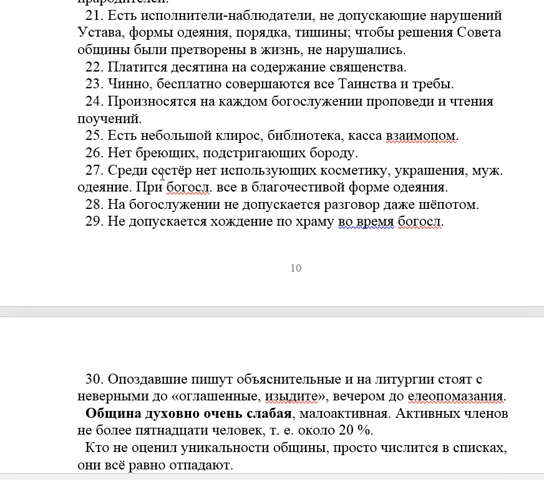 прародителей.
21. Есть исполнители-наблюдатели, не допускающие нарушений
Устава, формы одеяния, порядка, тишины; чтобы решения Совета
общины были претворены в жизнь, не нарушались.
22. Платится десятина на содержание священства.
23. Чинно, бесплатно совершаются все Таинства и требы.
24. Произносятся на каждом богослужении проповеди и чтения
поучений.
25. Есть небольшой клирос, библиотека, касса взаимопом.
26. Нет бреющих, подстригающих бороду.
27. Среди сестёр нет использующих косметику, украшения, муж.
одеяние. При богосл. все в благочестивой форме одеяния.
28. На богослужении не допускается разговор даже шёпотом.
29. Не допускается хождение по храму во время богосл.
10
30. Опоздавшие пишут объяснительные и на литургии стоят с
неверными до «оглашенные, изыдите», вечером до елеопомазания.
Община духовно очень слабая, малоактивная. Активных членов
не более пятнадцати человек, т. е. около 20 %.
Кто не оценил уникальности общины, просто числится в списках,
они всё равно отпадают.